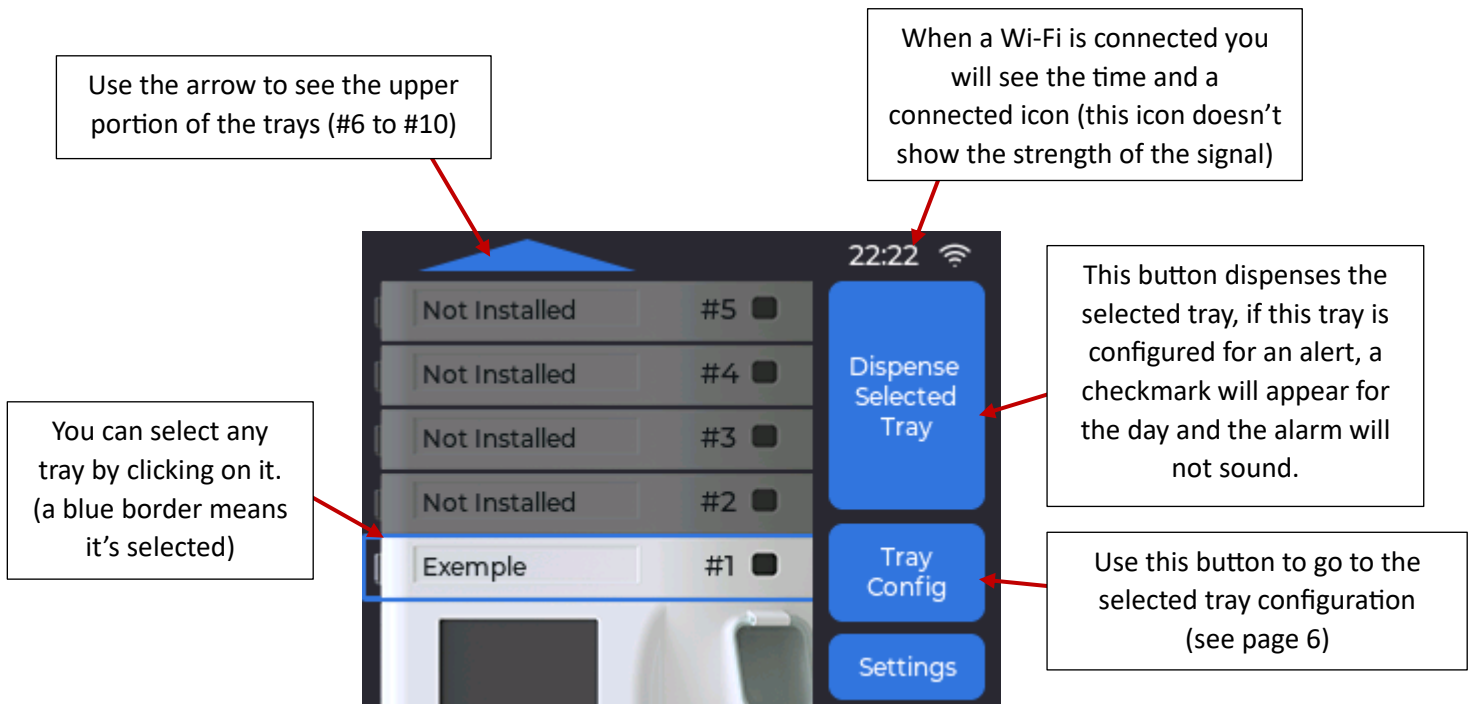 When a Wi-Fi is connected you
will see the time and a
connected icon (this icon doesn't
show the strength of the signal)
Use the arrow to see the upper
portion of the trays (#6 to #10)
22:22
Not Installed #5
Not Installed #4
Not Installed #3
Not Installed #2
Exemple #1
Dispense
Selected
Tray
Tray
Config
Settings
This button dispenses the
selected tray, if this tray is
configured for an alert, a
checkmark will appear for
the day and the alarm will
not sound.
You can select any
tray by clicking on it.
(a blue border means
it's selected)
Use this button to go to the
selected tray configuration
(see page 6)